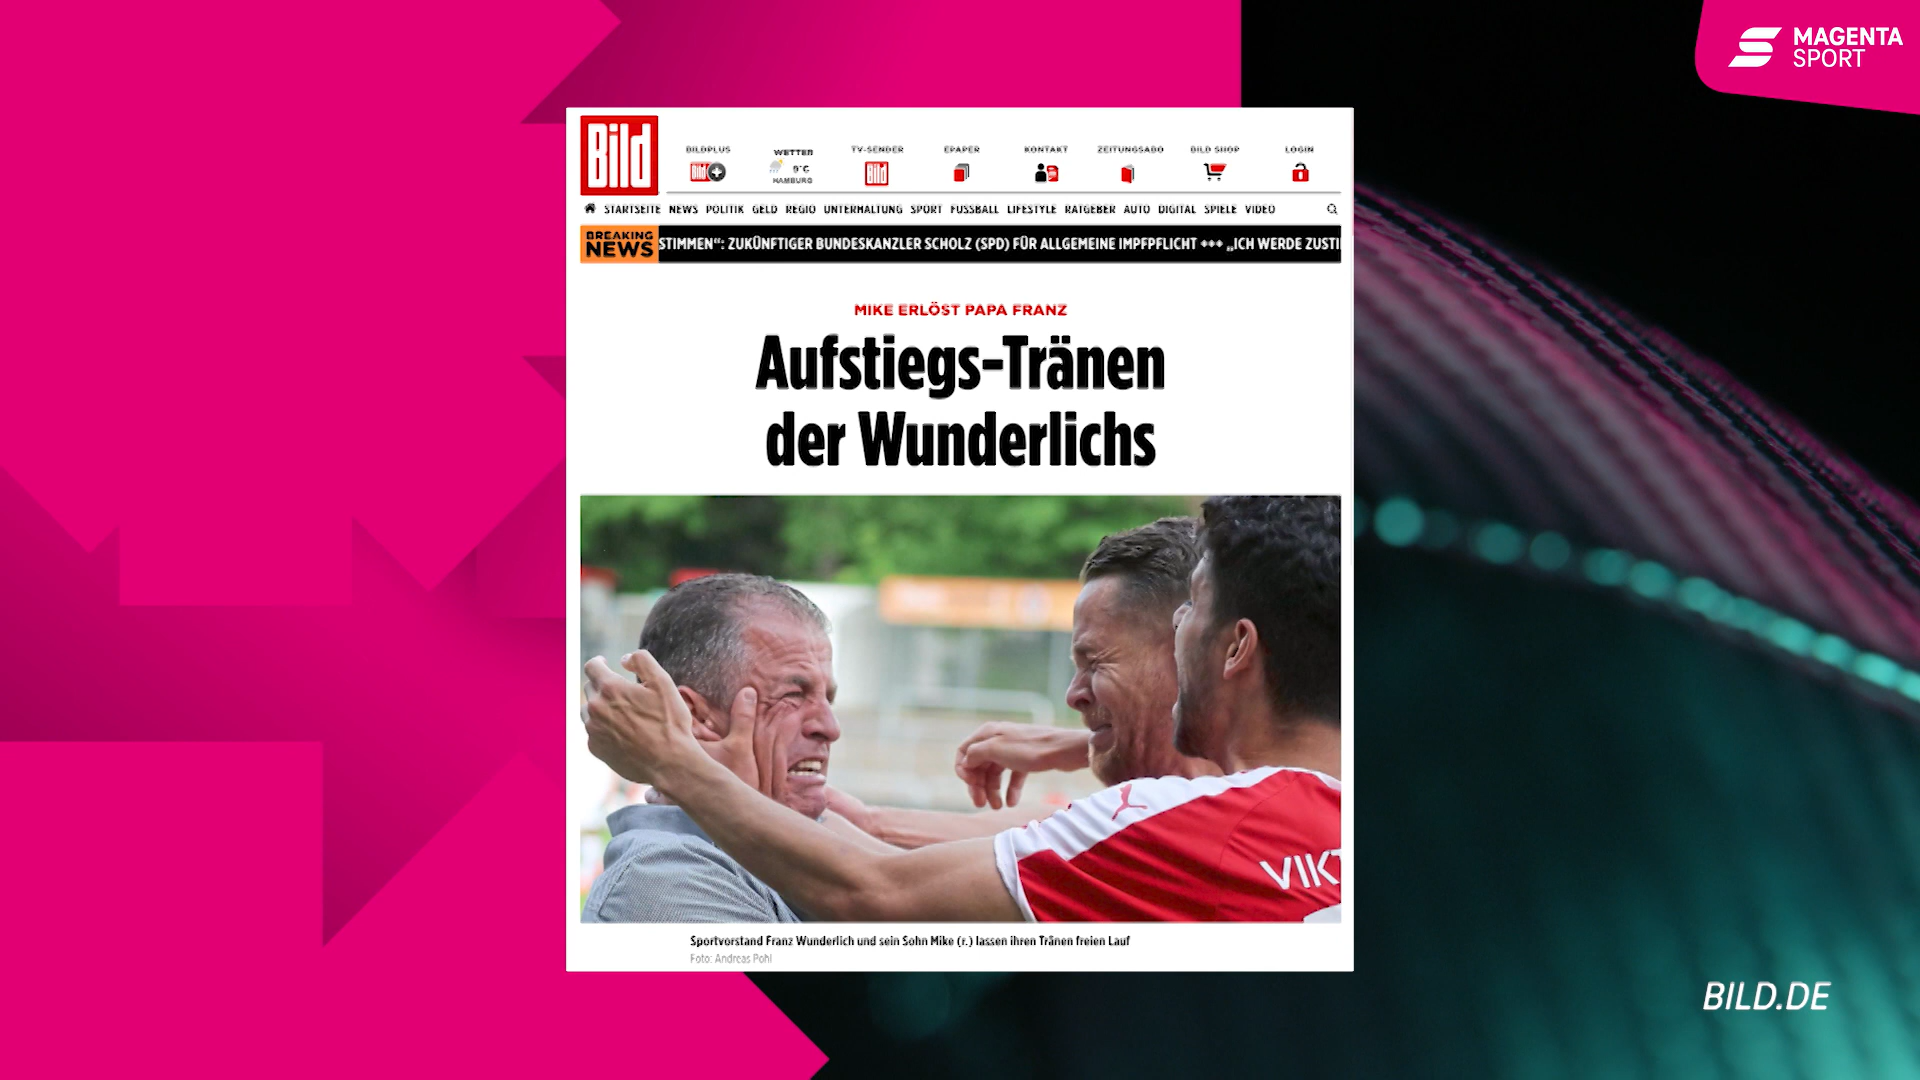 MAGENTA
SPORT
Bild
BILDPLUS
WETTER
TV-SENDER
EPAPER
KONTAKT
ZEITUNGSABO
BILD SHOP
LOGIN
Bild
9°C
Bild
HAMBURG
STARTSEITE NEWS POLITIK GELD REGIO UNTERHALTUNG SPORT FUSSBALL LIFESTYLE RATGEBER AUTO DIGITAL SPIELE VIDEO
BREAKING
NEWS
STIMMEN“: ZUKÜNFTIGER BUNDESKANZLER SCHOLZ (SPD) FÜR ALLGEMEINE IMPFPFLICHT +++ „ICH WERDE ZUSTI
MIKE ERLÖST PAPA FRANZ
Aufstiegs-Tränen
der Wunderlichs
VIKT
Sportvorstand Franz Wunderlich und sein Sohn Mike (r.) lassen ihren Tränen freien Lauf
Foto: Andreas Pohl
BILD.DE